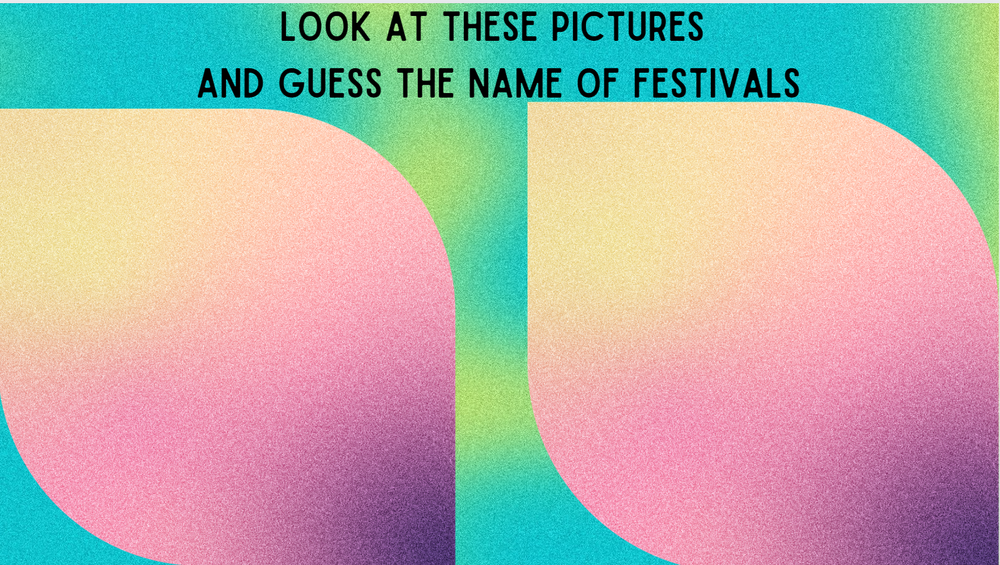 LOOK AT THESE PICTURES
AND GUESS THE NAME OF FESTIVALS